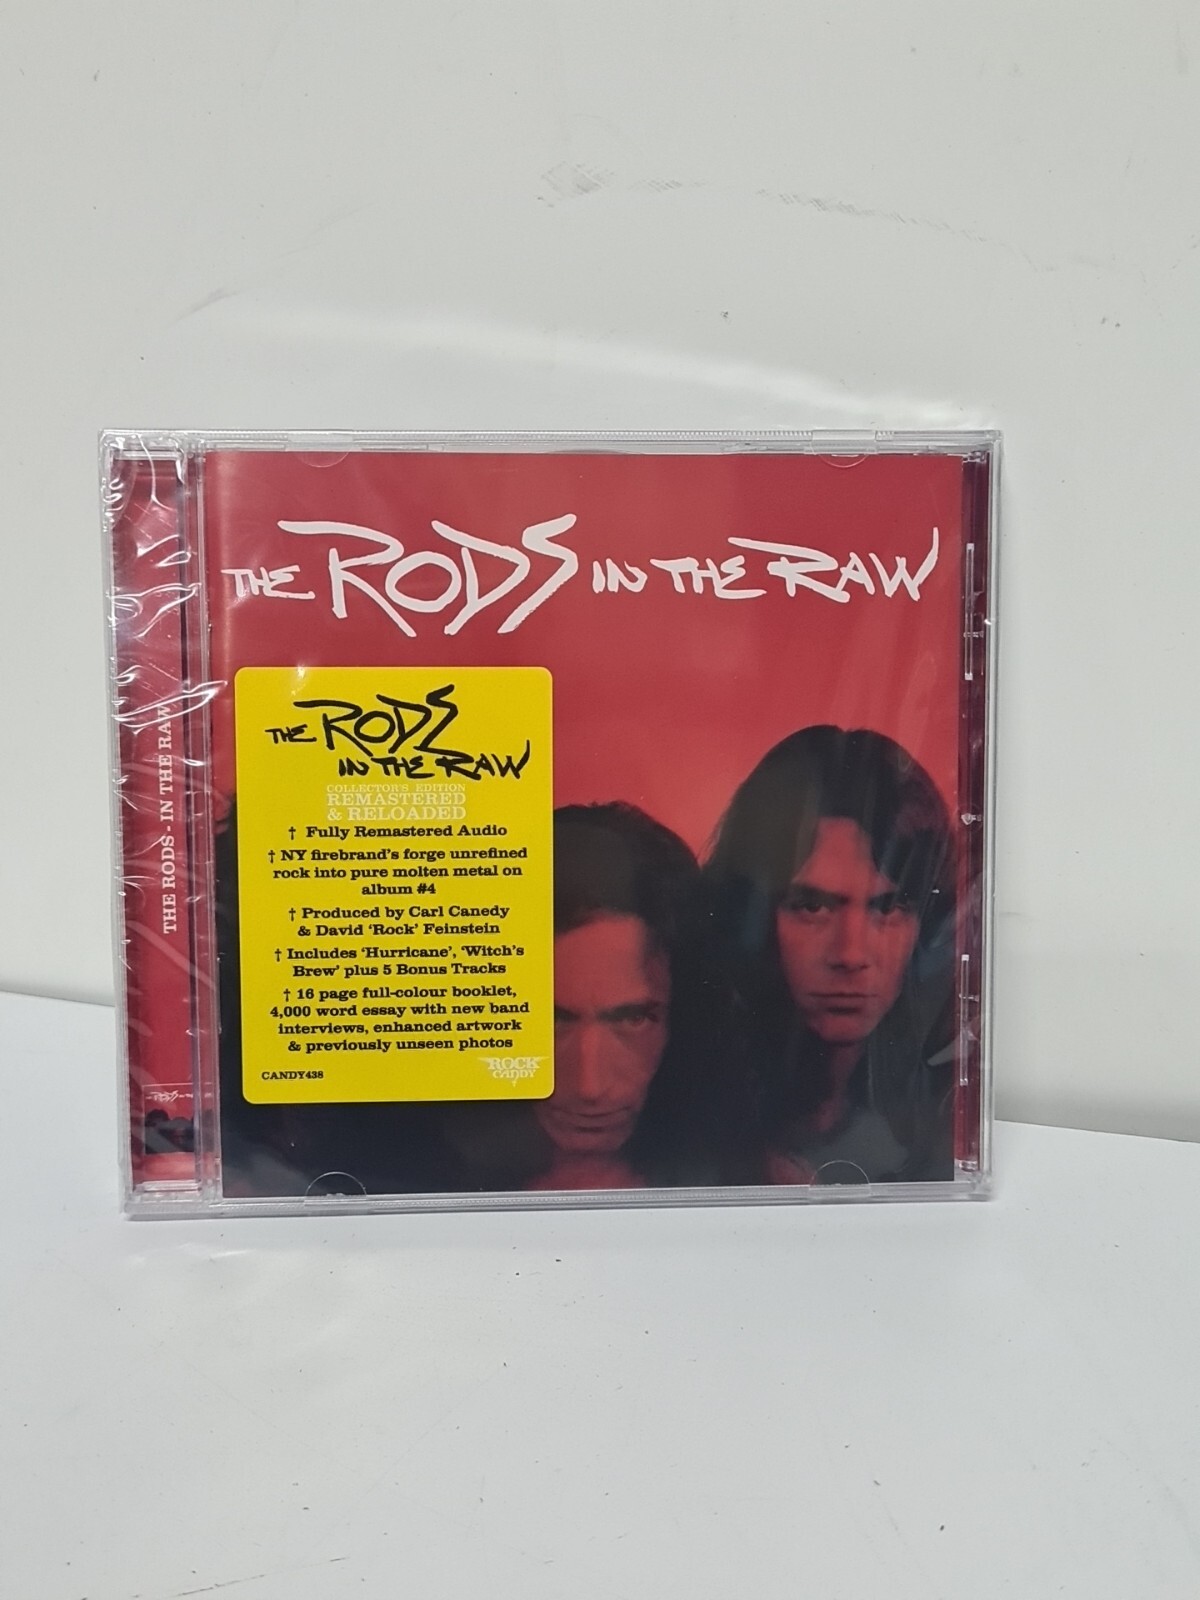 THE RODS IN THE RAW
THE RODS
IN THE RAW
COLLECTOR'S EDITION
REMASTERED
& RELOADED
† Fully Remastered Audio
† NY firebrand's forge unrefined
rock into pure molten metal on
album #4
† Produced by Carl Canedy
& David 'Rock' Feinstein
† Includes 'Hurricane', 'Witch's
Brew' plus 5 Bonus Tracks
† 16 page full-colour booklet,
4,000 word essay with new band
interviews, enhanced artwork
& previously unseen photos
CANDY438
ROCK
CANDY
THE RODS - IN THE RAW